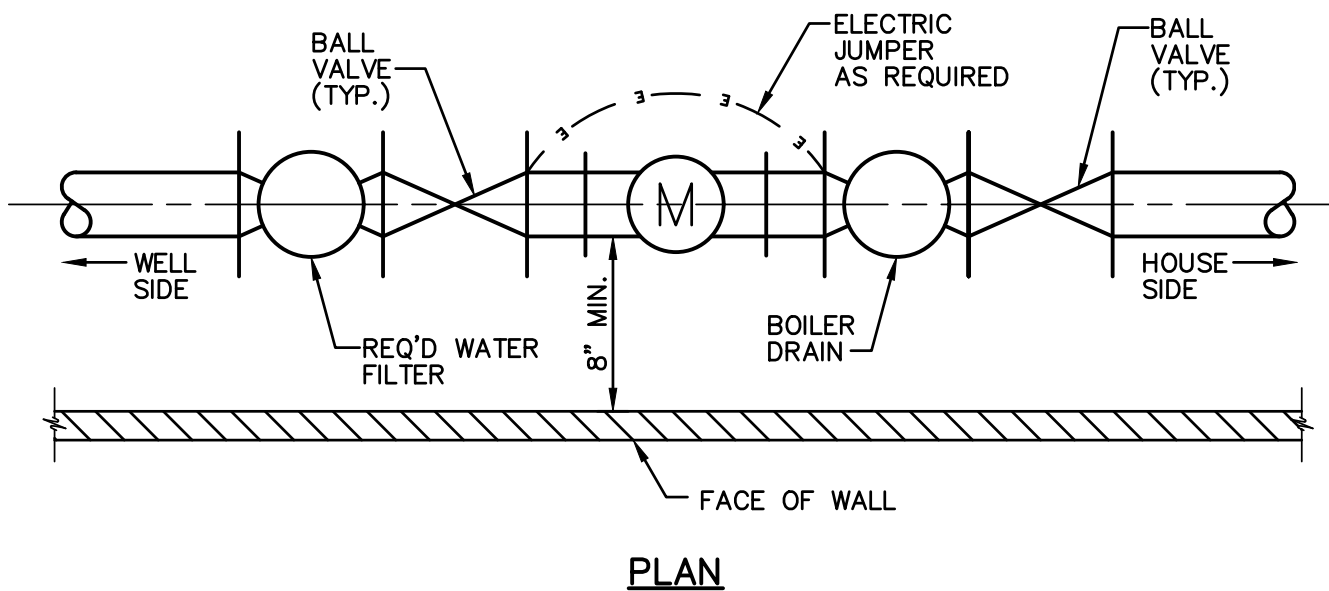 BALL
VALVE
(TYP.)
ELECTRIC
JUMPER
AS REQUIRED
BALL
VALVE
(TYP.)
E
E
E
E
M
WELL
SIDE
HOUSE
SIDE
8" MIN.
REQ'D WATER
FILTER
BOILER
DRAIN
FACE OF WALL
PLAN